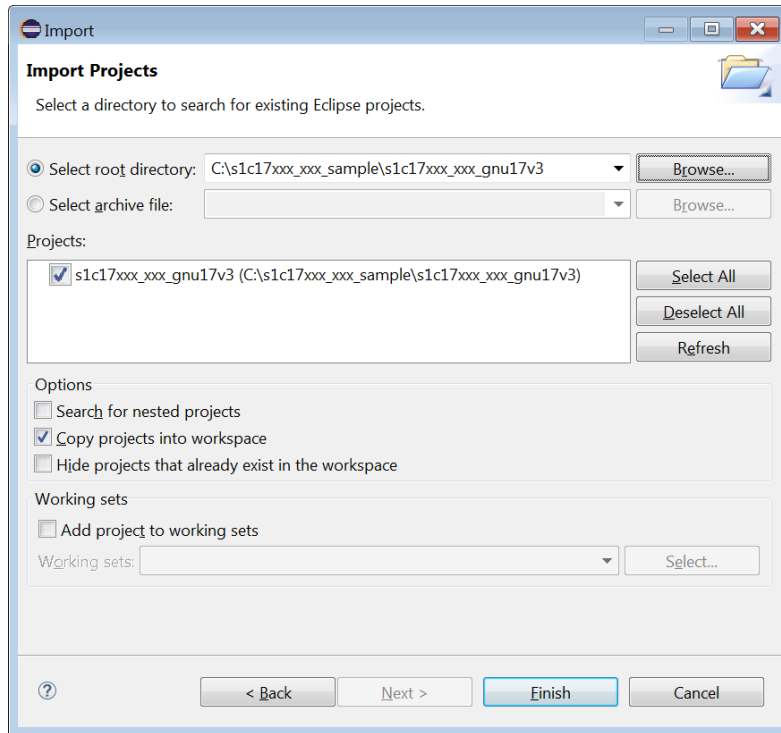 Import
Import Projects
Select a directory to search for existing Eclipse projects.
Select root directory: C:\s1c17xxx_xxx_sample\s1c17xxx_xxx_gnu17v3 Browse...
Select archive file: Browse...
Projects:
s1c17xxx_xxx_gnu17v3 (C:\s1c17xxx_xxx_sample\s1c17xxx_xxx_gnu17v3)
Select All
Deselect All
Refresh
Options
Search for nested projects
Copy projects into workspace
Hide projects that already exist in the workspace
Working sets
Add project to working sets
Working sets: Select...
? < Back Next > Finish Cancel